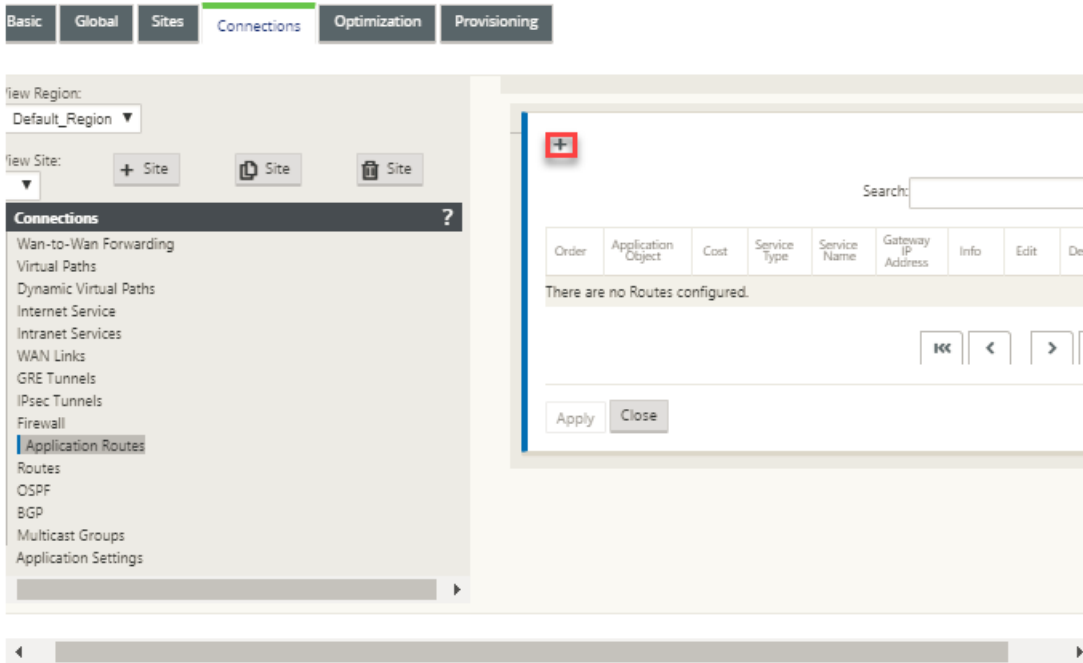 Basic Global Sites Connections Optimization Provisioning
View Region:
Default_Region ▼
View Site:
▼ + Site Site Site
Connections ?
Wan-to-Wan Forwarding
Virtual Paths
Dynamic Virtual Paths
Internet Service
Intranet Services
WAN Links
GRE Tunnels
IPsec Tunnels
Firewall
Application Routes
Routes
OSPF
BGP
Multicast Groups
Application Settings
+
Search:
Order Application Object Cost Service Type Service Name Gateway IP Address Info Edit De
There are no Routes configured.
Apply Close